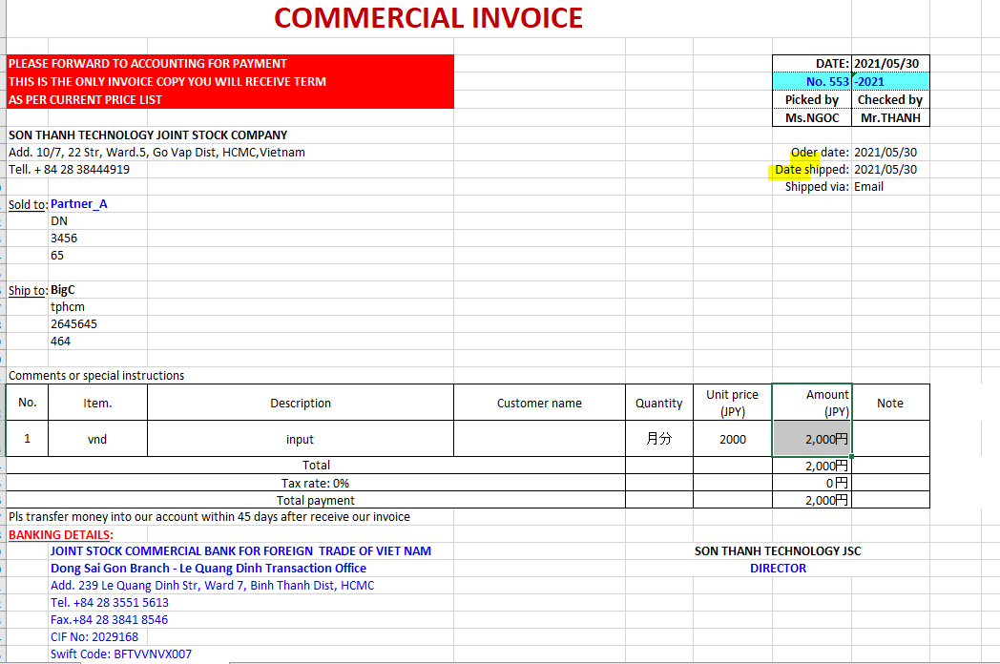 COMMERCIAL INVOICE
PLEASE FORWARD TO ACCOUNTING FOR PAYMENT
DATE: 2021/05/30
THIS IS THE ONLY INVOICE COPY YOU WILL RECEIVE TERM
No. 553 -2021
AS PER CURRENT PRICE LIST
Picked by Checked by
Ms.NGOC Mr.THANH
SON THANH TECHNOLOGY JOINT STOCK COMPANY
Add. 10/7, 22 Str, Ward.5, Go Vap Dist, HCMC,Vietnam
Oder date: 2021/05/30
Tell. + 84 28 38444919
Date shipped: 2021/05/30
Shipped via: Email
Sold to: Partner_A
DN
3456
65
Ship to: BigC
tphcm
2645645
464
Comments or special instructions
No. Item. Description Customer name Quantity Unit price (JPY) Amount (JPY) Note
1 vnd input 月分 2000 2,000円
Total 2,000円
Tax rate: 0% 0円
Total payment 2,000円
Pls transfer money into our account within 45 days after receive our invoice
BANKING DETAILS:
JOINT STOCK COMMERCIAL BANK FOR FOREIGN TRADE OF VIET NAM
SON THANH TECHNOLOGY JSC
Dong Sai Gon Branch - Le Quang Dinh Transaction Office
DIRECTOR
Add. 239 Le Quang Dinh Str, Ward 7, Binh Thanh Dist, HCMC
Tel. +84 28 3551 5613
Fax.+84 28 3841 8546
CIF No: 2029168
Swift Code: BFTVVNVX007